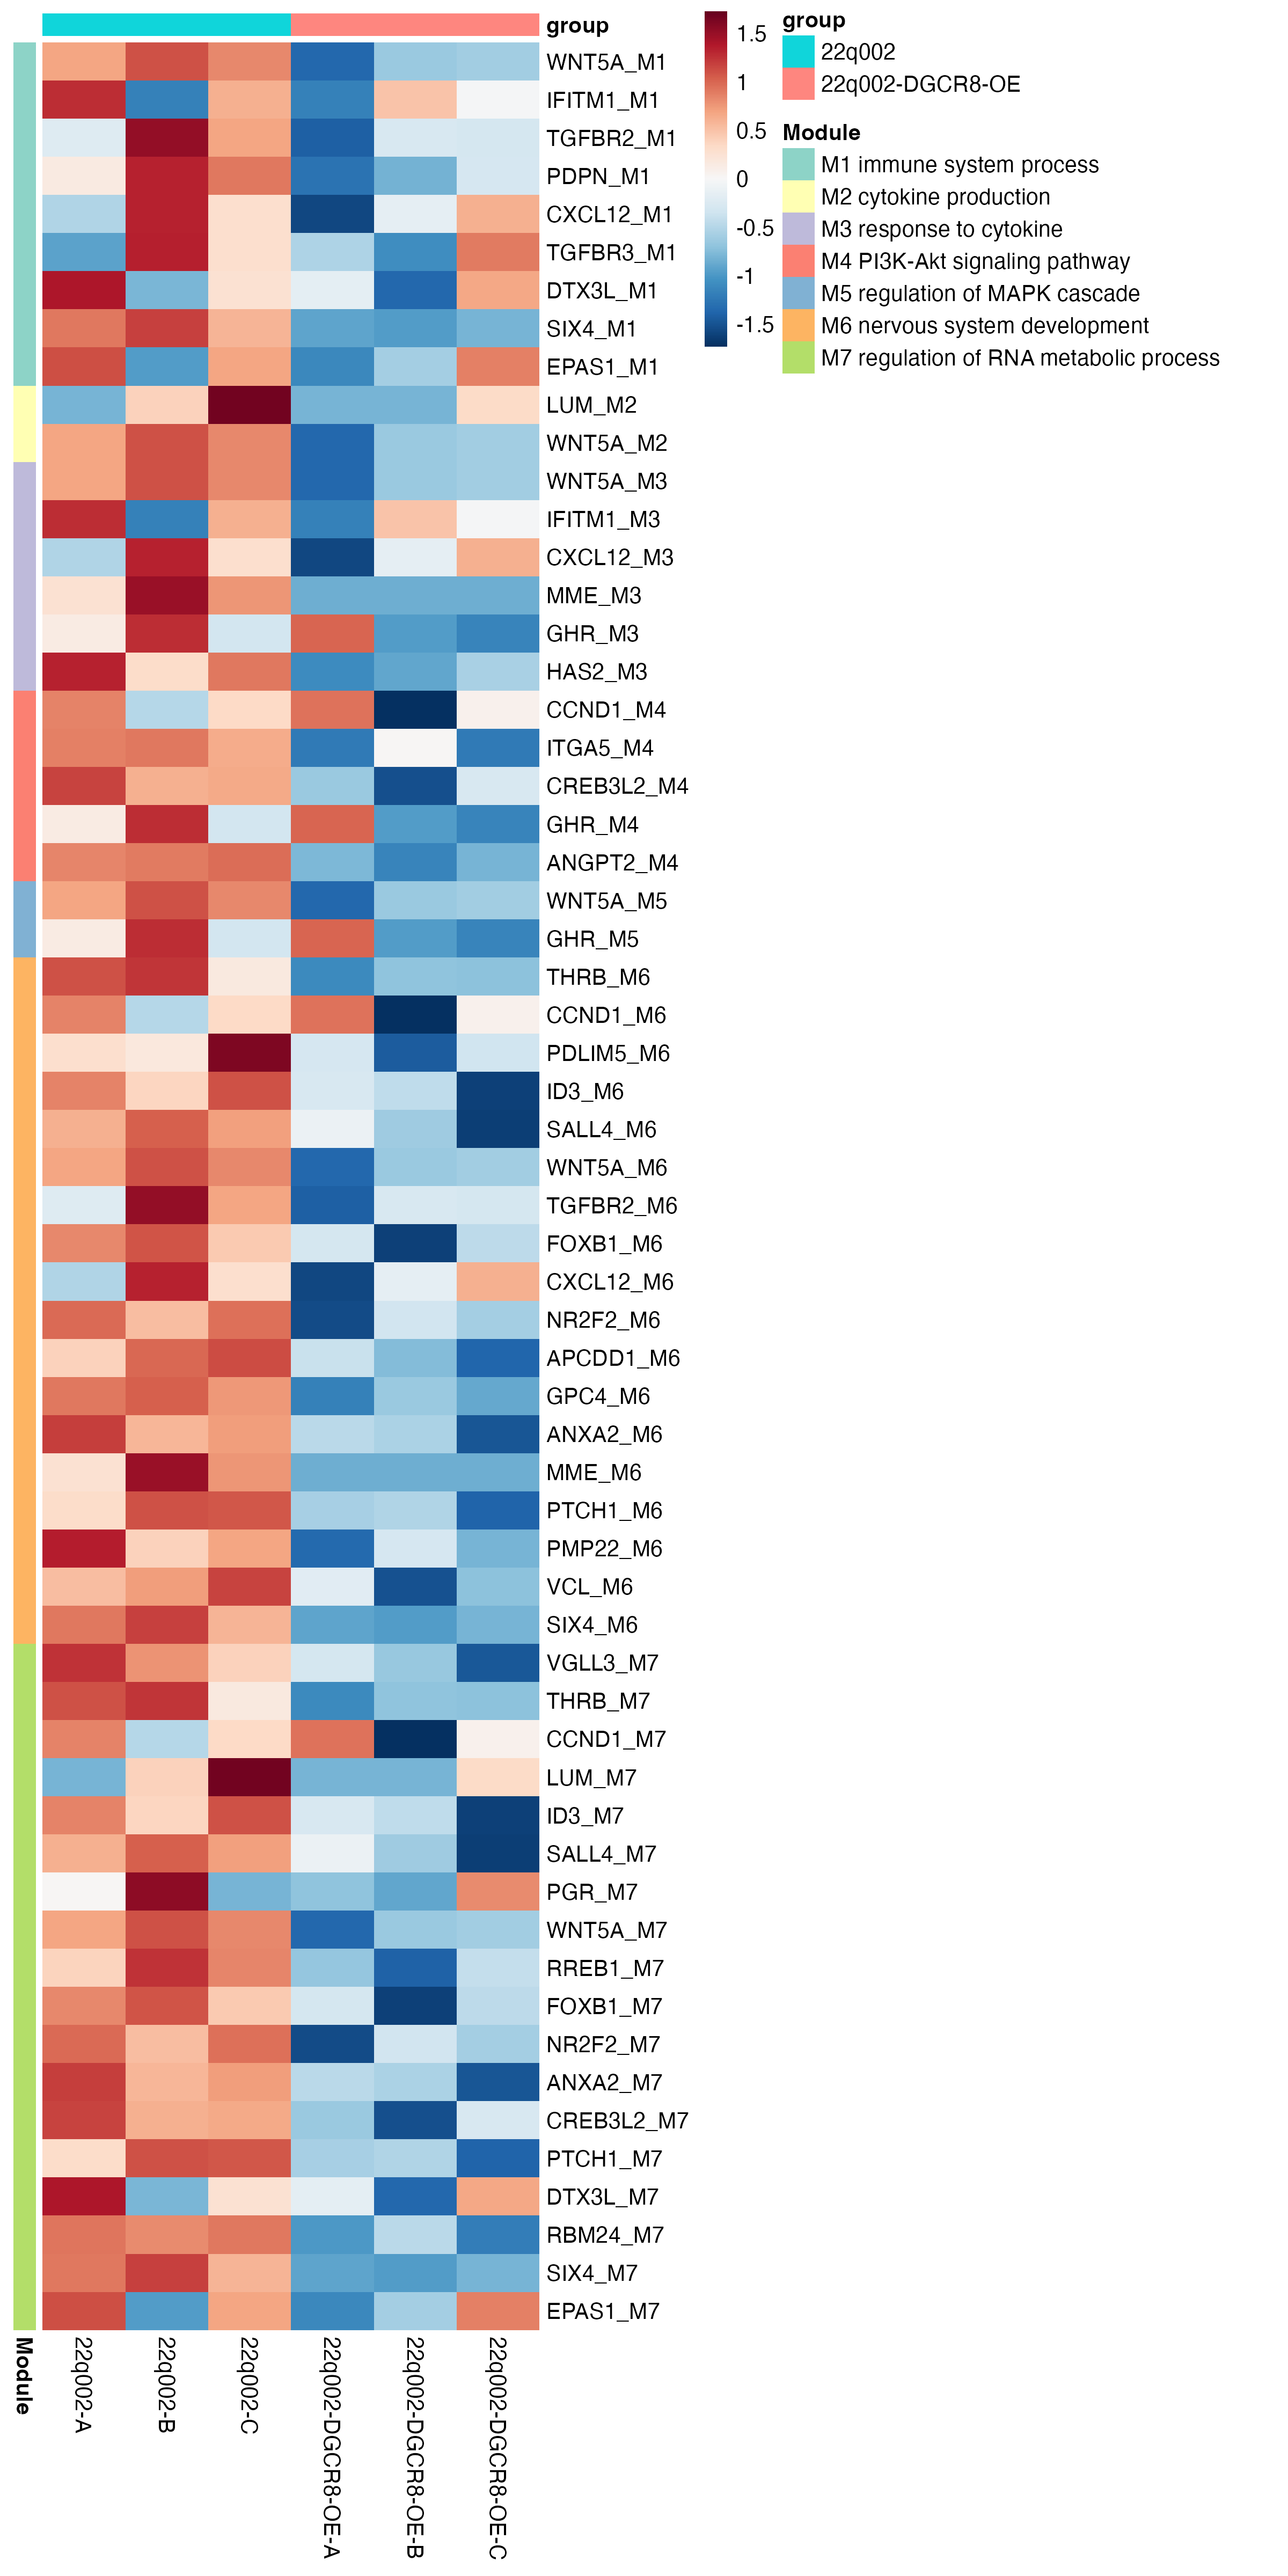 group
WNT5A_M1
IFITM1_M1
TGFBR2_M1
PDPN_M1
CXCL12_M1
TGFBR3_M1
DTX3L_M1
SIX4_M1
EPAS1_M1
LUM_M2
WNT5A_M2
WNT5A_M3
IFITM1_M3
CXCL12_M3
MME_M3
GHR_M3
HAS2_M3
CCND1_M4
ITGA5_M4
CREB3L2_M4
GHR_M4
ANGPT2_M4
WNT5A_M5
GHR_M5
THRB_M6
CCND1_M6
PDLIM5_M6
ID3_M6
SALL4_M6
WNT5A_M6
TGFBR2_M6
FOXB1_M6
CXCL12_M6
NR2F2_M6
APCDD1_M6
GPC4_M6
ANXA2_M6
MME_M6
PTCH1_M6
PMP22_M6
VCL_M6
SIX4_M6
VGLL3_M7
THRB_M7
CCND1_M7
LUM_M7
ID3_M7
SALL4_M7
PGR_M7
WNT5A_M7
RREB1_M7
FOXB1_M7
NR2F2_M7
ANXA2_M7
CREB3L2_M7
PTCH1_M7
DTX3L_M7
RBM24_M7
SIX4_M7
EPAS1_M7
Module
22q002-A
22q002-B
22q002-C
22q002-DGCR8-OE-A
22q002-DGCR8-OE-B
22q002-DGCR8-OE-C
1.5
1
0.5
0
-0.5
-1
-1.5
group
22q002
22q002-DGCR8-OE
Module
M1 immune system process
M2 cytokine production
M3 response to cytokine
M4 PI3K-Akt signaling pathway
M5 regulation of MAPK cascade
M6 nervous system development
M7 regulation of RNA metabolic process